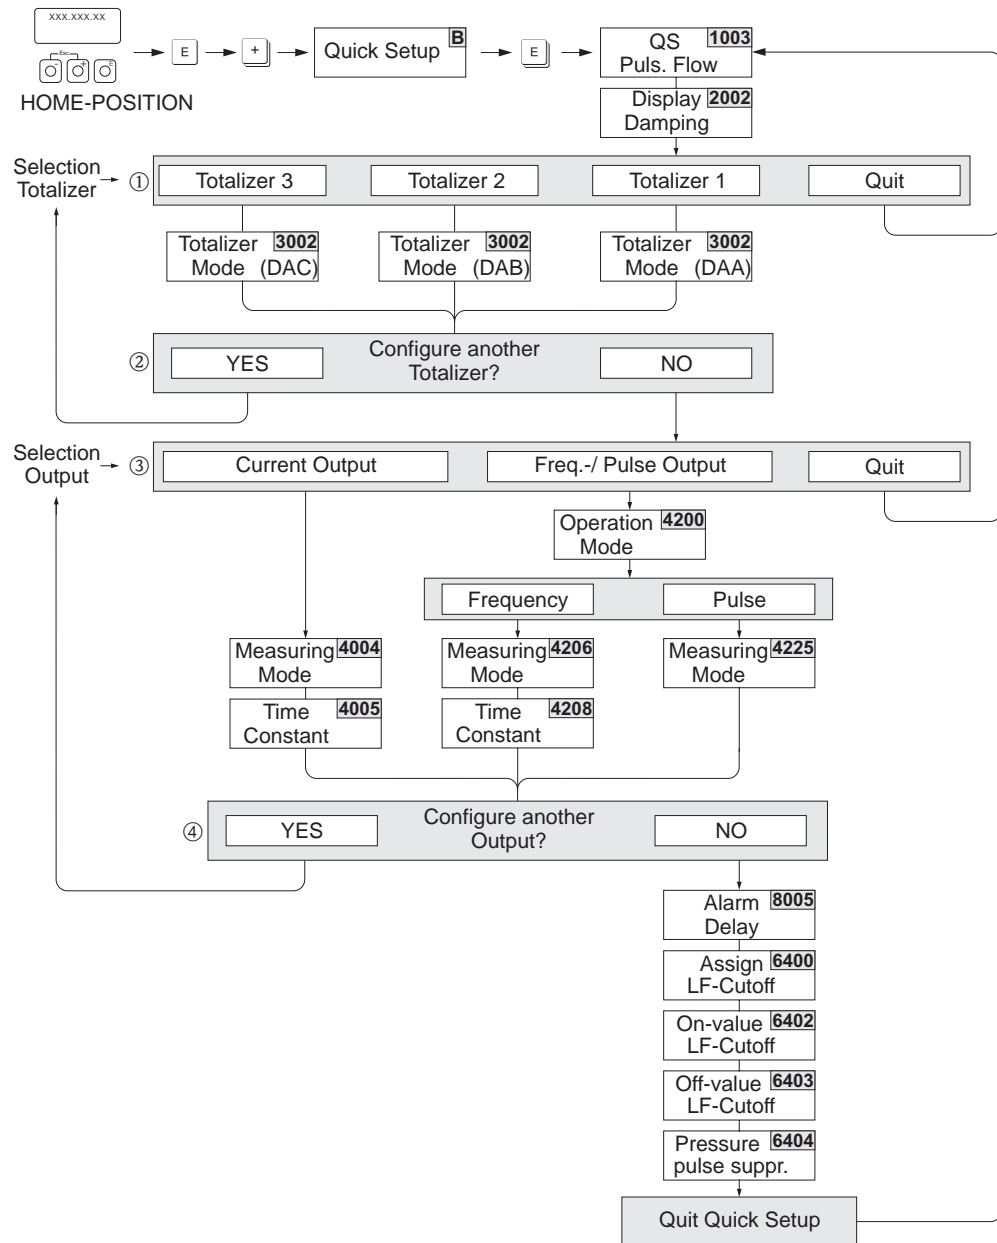 xxx.xxx.xx
Esc
- + E
HOME-POSITION
E
+
Quick Setup B
E
QS 1003
Puls. Flow
Display 2002
Damping
Selection
Totalizer
①
Totalizer 3
Totalizer 2
Totalizer 1
Quit
Totalizer 3002
Mode (DAC)
Totalizer 3002
Mode (DAB)
Totalizer 3002
Mode (DAA)
②
YES
Configure another
Totalizer?
NO
Selection
Output
③
Current Output
Freq.-/ Pulse Output
Quit
Operation 4200
Mode
Frequency
Pulse
Measuring 4004
Mode
Measuring 4206
Mode
Measuring 4225
Mode
Time 4005
Constant
Time 4208
Constant
④
YES
Configure another
Output?
NO
Alarm 8005
Delay
Assign 6400
LF-Cutoff
On-value 6402
LF-Cutoff
Off-value 6403
LF-Cutoff
Pressure 6404
pulse suppr.
Quit Quick Setup